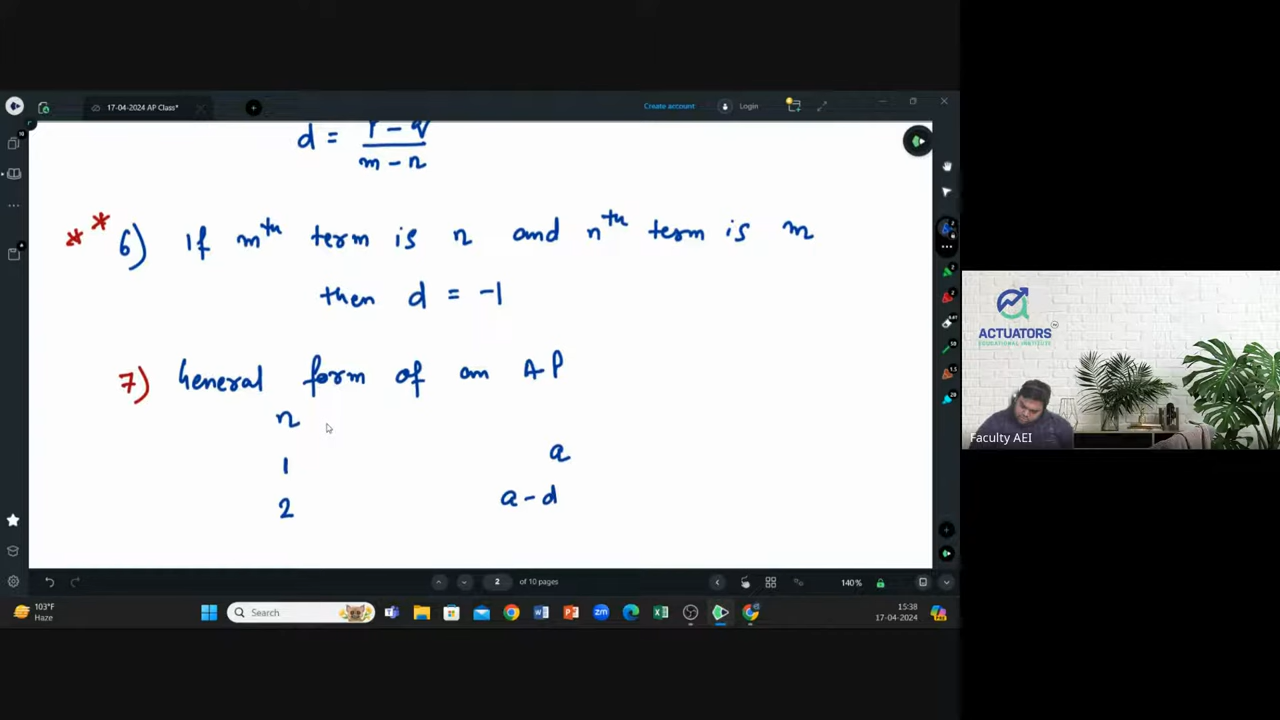 17-04-2024 AP Class*
Create account
Login
d = p - q / m - n
** 6) If mth term is n and nth term is m
then d = -1
7) General form of an AP
n
1 a
2 a - d
ACTUATORS
EDUCATIONAL INSTITUTE
Faculty AEI
2 of 10 pages
140%
103°F
Haze
Search
15:38
17-04-2024